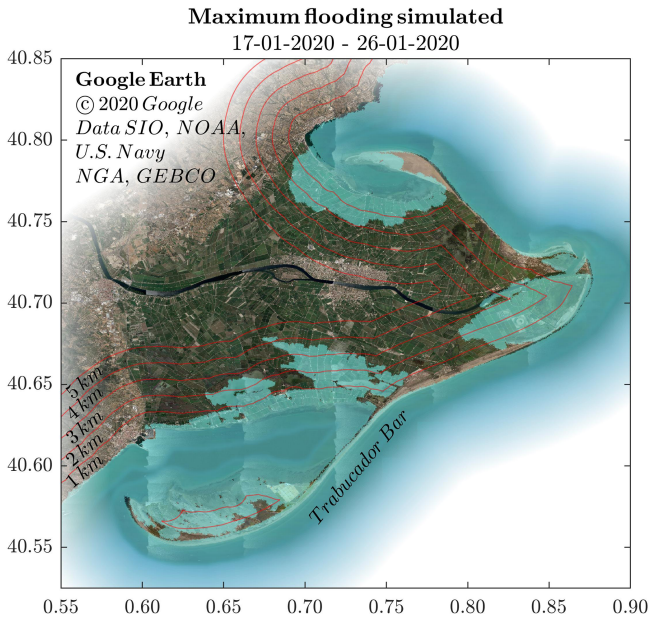 Maximum flooding simulated
17-01-2020 - 26-01-2020
40.85
40.80
40.75
40.70
40.65
40.60
40.55
Google Earth
© 2020 Google
Data SIO, NOAA,
U.S. Navy
NGA, GEBCO
5 km
4 km
3 km
2 km
1 km
Trabucador Bar
0.55 0.60 0.65 0.70 0.75 0.80 0.85 0.90